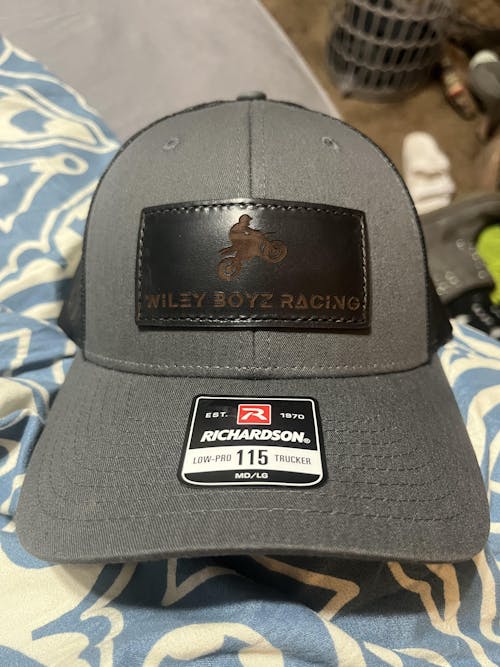 WILEY BOYZ RACING
EST. R 1970
RICHARDSON®
LOW-PRO 115 TRUCKER
MD/LG